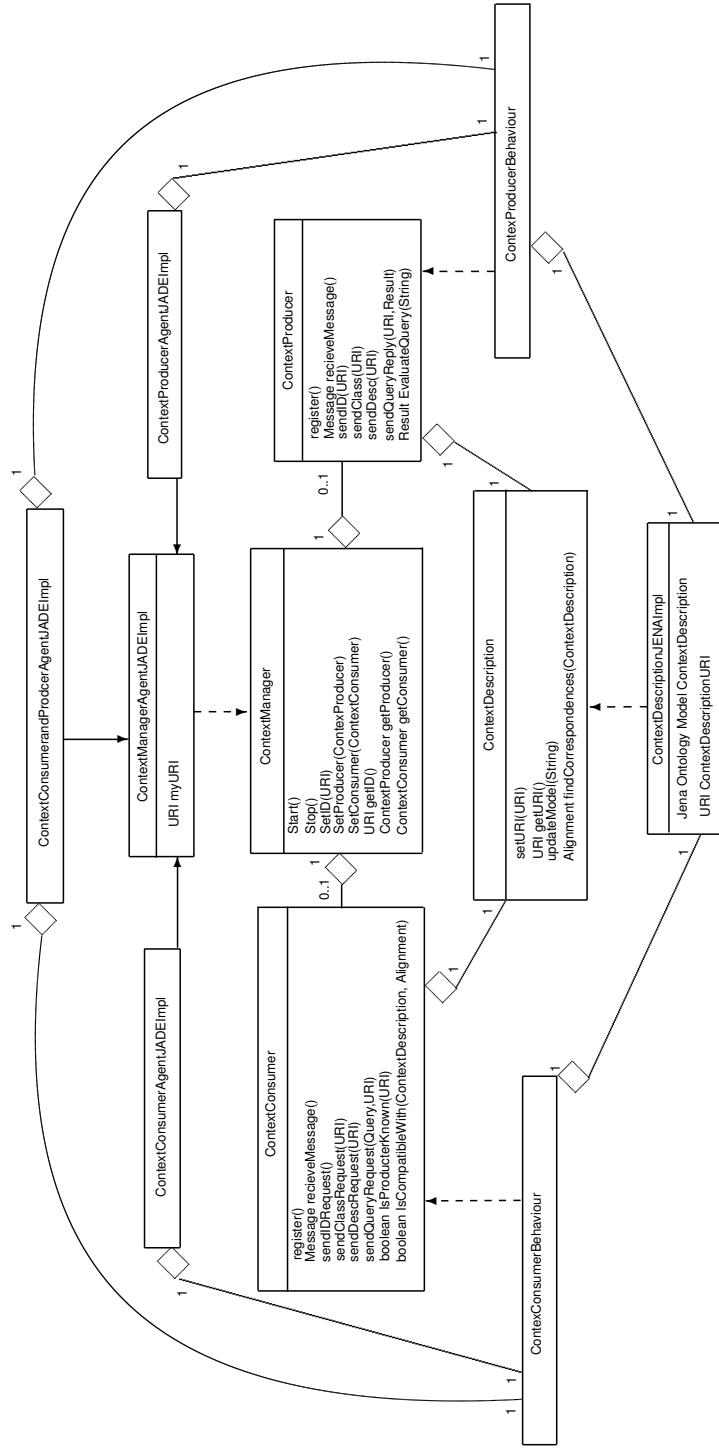 1
1
ContextConsumerandProdcerAgentJADEImpl
ContextConsumerAgentJADEImpl
ContextManagerAgentJADEImpl
URI myURI
ContextProducerAgentJADEImpl
1
1
ContextConsumer
register()
Message recieveMessage()
sendIDRequest()
sendClassRequest(URI)
sendDescRequest(URI)
sendQueryRequest(Query,URI)
boolean IsProducterKnown(URI)
boolean IsCompatibleWith(ContextDescription, Alignment)
0..1
1
ContextManager
Start()
Stop()
SetID(URI)
SetProducer(ContexProducer)
SetConsumer(ContextConsumer)
URI getID()
ContextProducer getProducer()
ContextConsumer getConsumer()
1
0..1
ContextProducer
register()
Message recieveMessage()
sendID(URI)
sendClass(URI)
sendDesc(URI)
sendQueryReply(URI,Result)
Result EvaluateQuery(String)
1
1
1
1
1
1
ContextDescription
setURI(URI)
URI getURI()
updateModel(String)
Alignment findCorrespondences(ContextDescription)
1
1
ContexConsumerBehaviour
ContexProducerBehaviour
1
1
1
1
ContextDescriptionJENAImpl
Jena Ontology Model ContextDescription
URI ContextDescriptionURI